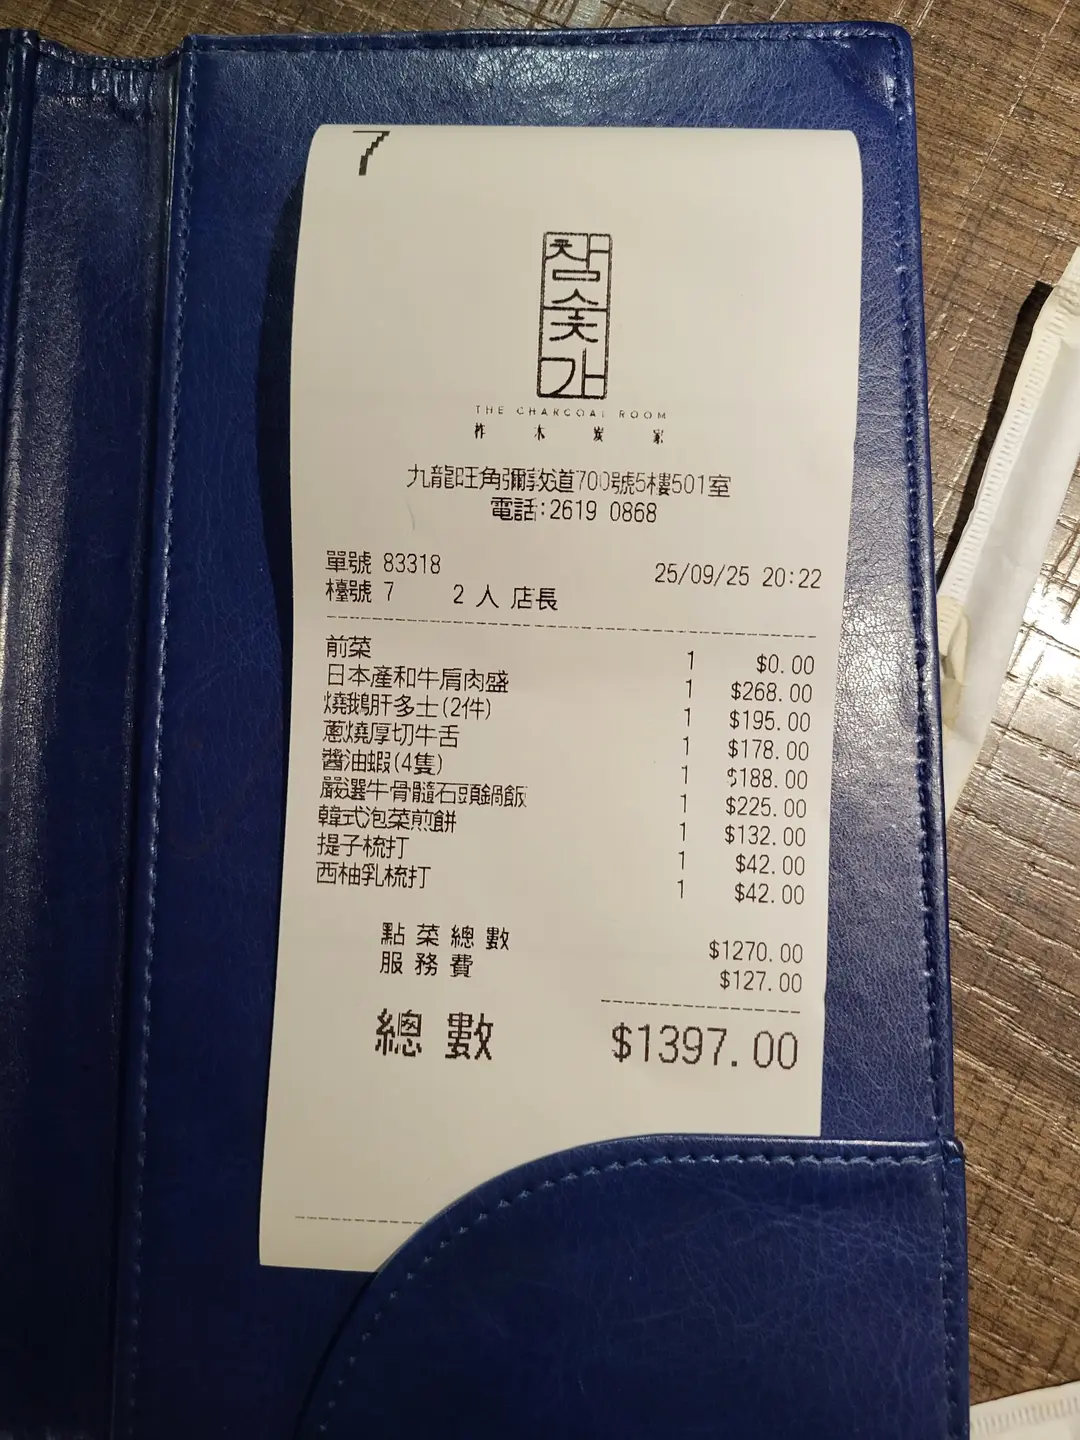 7
참숯간
THE CHARCOAL ROOM
柞木炭家
九龍旺角彌敦道700號5樓501室
電話:2619 0868
單號 83318 25/09/25 20:22
檯號 7 2 人 店長
前菜 1 $0.00
日本產和牛肩肉盛 1 $268.00
燒鵝肝多士(2件) 1 $195.00
蔥燒厚切牛舌 1 $178.00
醬油蝦(4隻) 1 $188.00
嚴選牛骨髓石頭鍋飯 1 $225.00
韓式泡菜煎餅 1 $132.00
提子梳打 1 $42.00
西柚乳梳打 1 $42.00
點菜總數 $1270.00
服務費 $127.00
總數 $1397.00